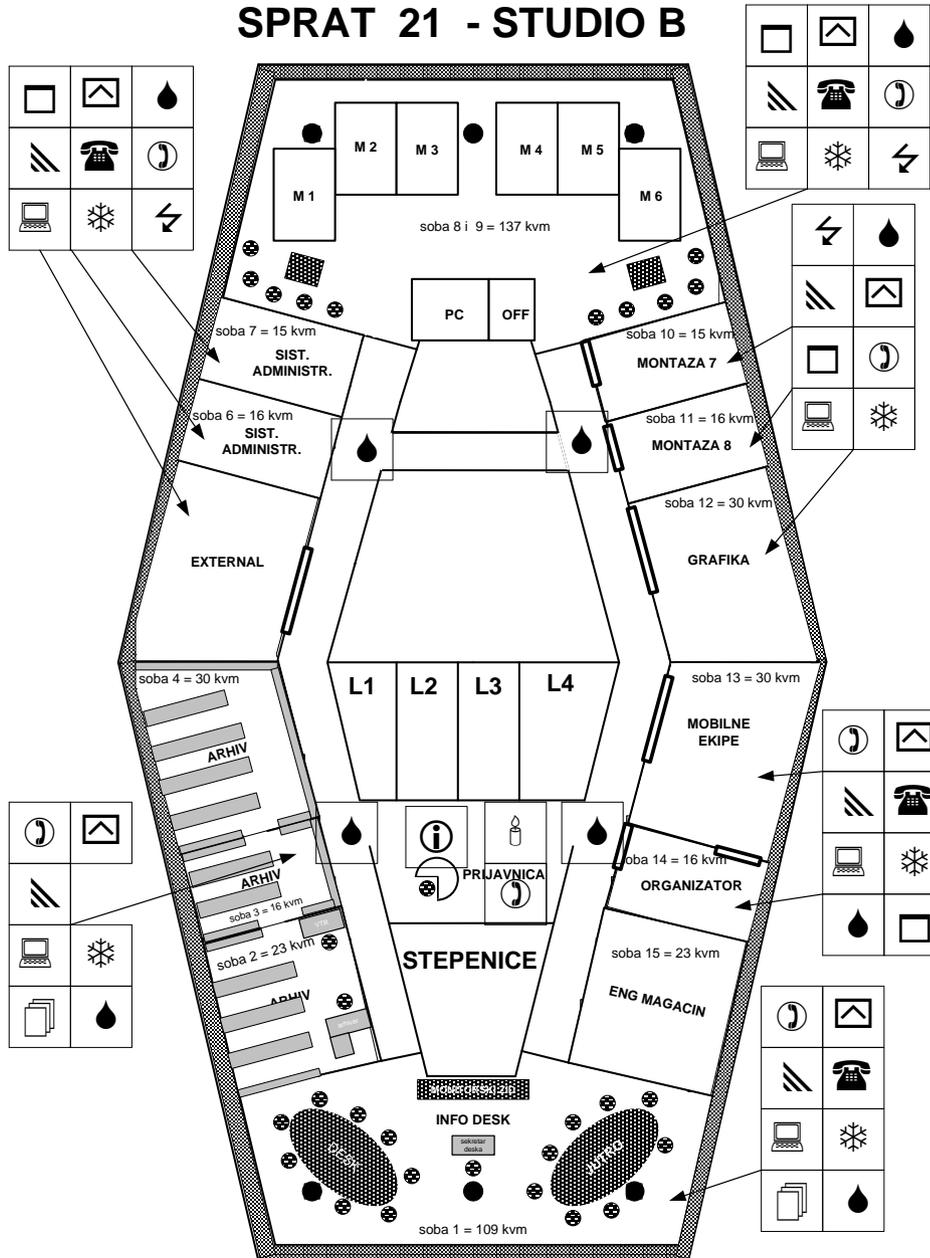 SPRAT 21 - STUDIO B
M 1
M 2
M 3
M 4
M 5
M 6
soba 8 i 9 = 137 kvm
PC
OFF
soba 7 = 15 kvm
SIST.
ADMINISTR.
soba 10 = 15 kvm
MONTAZA 7
soba 6 = 16 kvm
SIST.
ADMINISTR.
soba 11 = 16 kvm
MONTAZA 8
soba 12 = 30 kvm
EXTERNAL
GRAFIKA
soba 4 = 30 kvm
ARHIV
L1
L2
L3
L4
soba 13 = 30 kvm
MOBILNE
EKIPE
ARHIV
soba 3 = 16 kvm
PRIJAVNICA
soba 14 = 16 kvm
ORGANIZATOR
VTR
soba 2 = 23 kvm
ARHIV
STEPENICE
soba 15 = 23 kvm
ENG MAGACIN
INFO DESK
sekretar
deska
DESK
JUTRO
soba 1 = 109 kvm